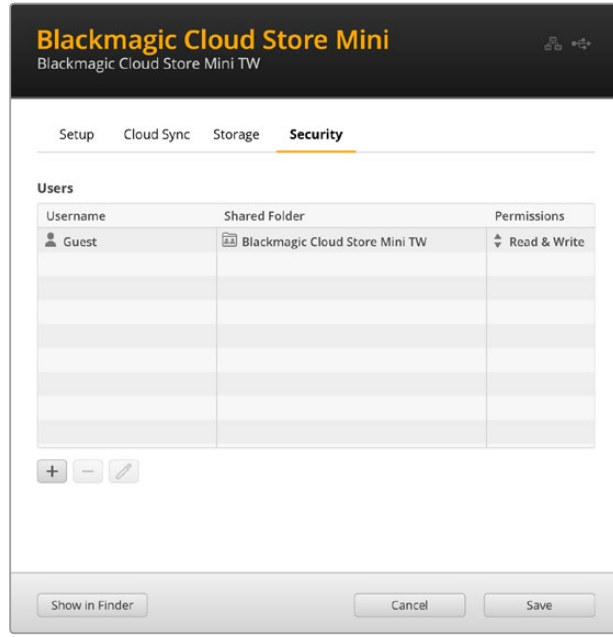 Blackmagic Cloud Store Mini
Blackmagic Cloud Store Mini TW
Setup Cloud Sync Storage Security
Users
Username Shared Folder Permissions
Guest Blackmagic Cloud Store Mini TW Read & Write
Show in Finder Cancel Save